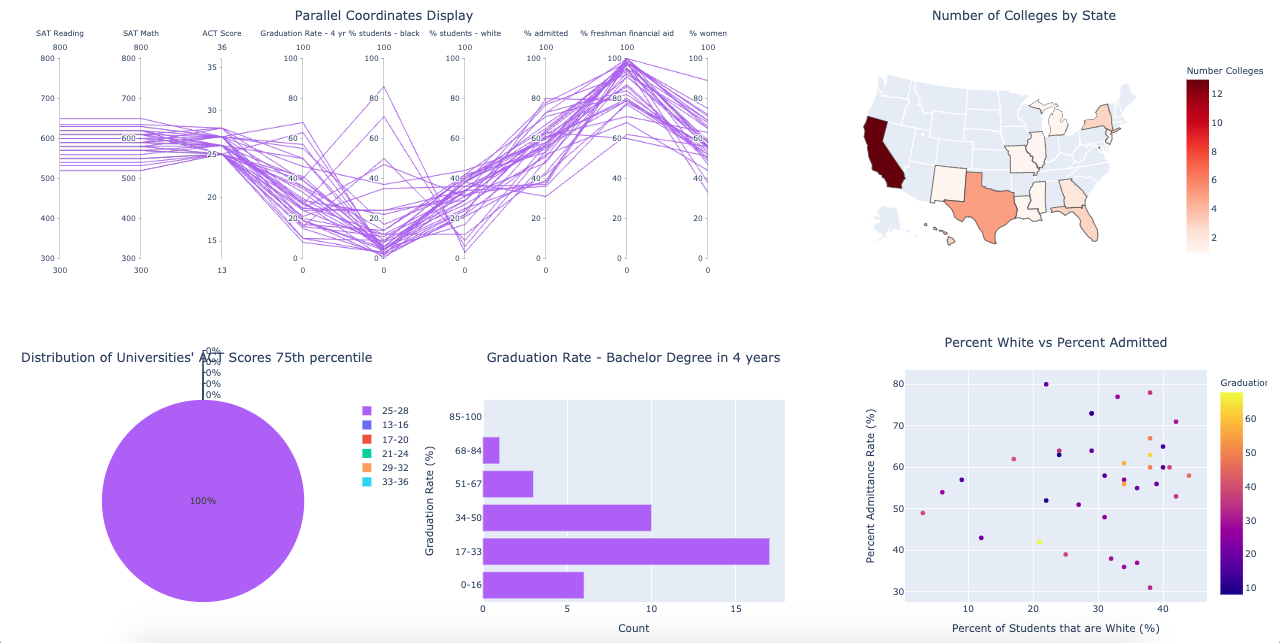 Parallel Coordinates Display
SAT Reading SAT Math ACT Score Graduation Rate - 4 yr % students - black % students - white % admitted % freshman financial aid % women
800 800 36 100 100 100 100 100 100
800 800 35 100 100 100 100 100 100
700 700 30 80 80 80 80 80 80
600 600 25 60 60 60 60 60 60
500 500 20 40 40 40 40 40 40
400 400 15 20 20 20 20 20 20
300 300 0 0 0 0 0 0
300 300 13 0 0 0 0 0 0
Number of Colleges by State
Number Colleges
12
10
8
6
4
2
Distribution of Universities' ACT Scores 75th percentile
0%
0%
0%
0%
0%
100%
25-28
13-16
17-20
21-24
29-32
33-36
Graduation Rate - Bachelor Degree in 4 years
Graduation Rate (%)
85-100
68-84
51-67
34-50
17-33
0-16
0 5 10 15
Count
Percent White vs Percent Admitted
Percent Admittance Rate (%)
80
70
60
50
40
30
10 20 30 40
Percent of Students that are White (%)
Graduation
60
50
40
30
20
10